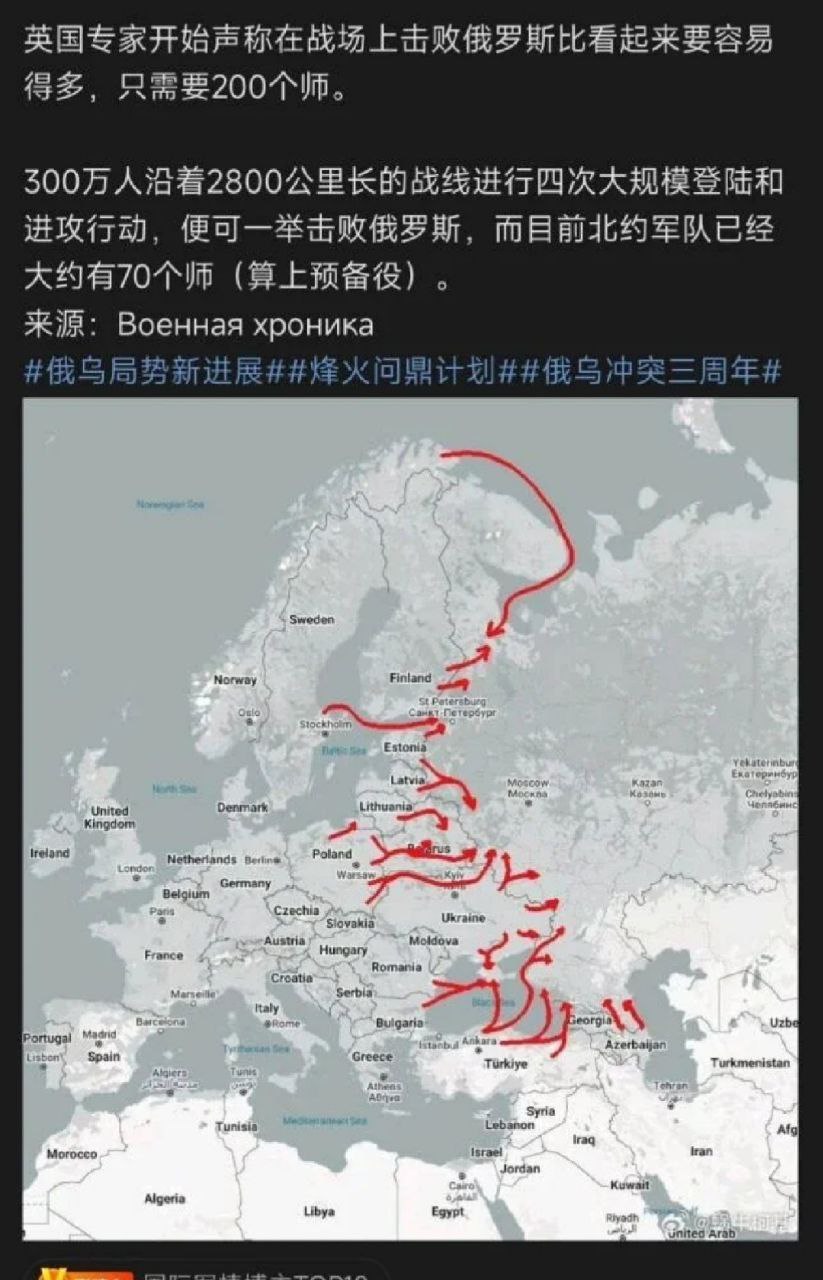 英国专家开始声称在战场上击败俄罗斯比看起来要容易
得多，只需要200个师。
300万人沿着2800公里长的战线进行四次大规模登陆和
进攻行动，便可一举击败俄罗斯，而目前北约军队已经
大约有70个师（算上预备役）。
来源：Военная хроника
#俄乌局势新进展##烽火问鼎计划##俄乌冲突三周年#
Norwegian Sea
Sweden
Finland
Norway
St Petersburg
Санкт-Петербург
Oslo
Stockholm
Estonia
Baltic Sea
Yekaterinburg
Екатеринбур
Latvia
Moscow
Москва
Kazan
Казань
Chelyabins
Челябинс
North Sea
Denmark
Lithuania
United
Kingdom
Ireland
Netherlands
Berlin
Poland
Belarus
London
Warsaw
Kyiv
Belgium
Germany
Paris
Czechia
Ukraine
Slovakia
Austria
Moldova
France
Hungary
Romania
Croatia
Marseille
Serbia
Black Sea
Barcelona
Italy
Rome
Bulgaria
Georgia
Portugal
Madrid
Istanbul
Ankara
Azerbaijan
Uzbe
Lisbon
Spain
Tyrrhenian Sea
Greece
Türkiye
Turkmenistan
Algiers
Tunis
تونس
Athens
Αθήνα
Tehran
تهران
Mediterranean Sea
Syria
Tunisia
Lebanon
Iraq
Afg
Morocco
Israel
Iran
Jordan
Cairo
القاهرة
Kuwait
Algeria
Libya
Egypt
Riyadh
الرياض
United Arab